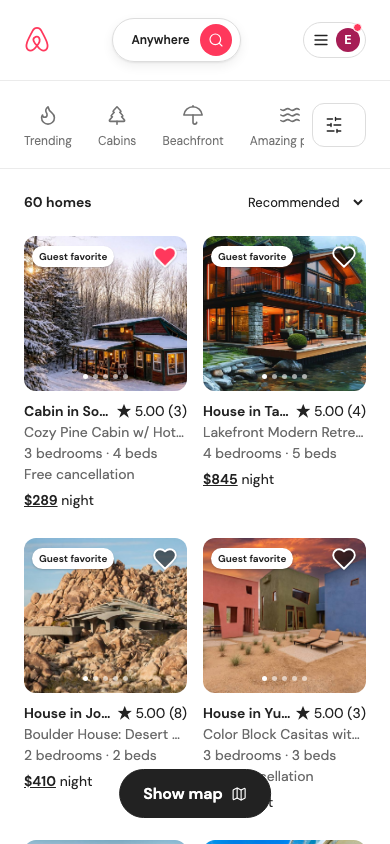 Anywhere
E
Trending
Cabins
Beachfront
Amazing p
60 homes
Recommended
Guest favorite
Guest favorite
Cabin in So... ★ 5.00 (3)
Cozy Pine Cabin w/ Hot...
3 bedrooms · 4 beds
Free cancellation
$289 night
House in Ta... ★ 5.00 (4)
Lakefront Modern Retre...
4 bedrooms · 5 beds
$845 night
Guest favorite
Guest favorite
House in Jo... ★ 5.00 (8)
Boulder House: Desert ...
2 bedrooms · 2 beds
$410 night
House in Yu... ★ 5.00 (3)
Color Block Casitas wit...
3 bedrooms · 3 beds
cellation
Show map